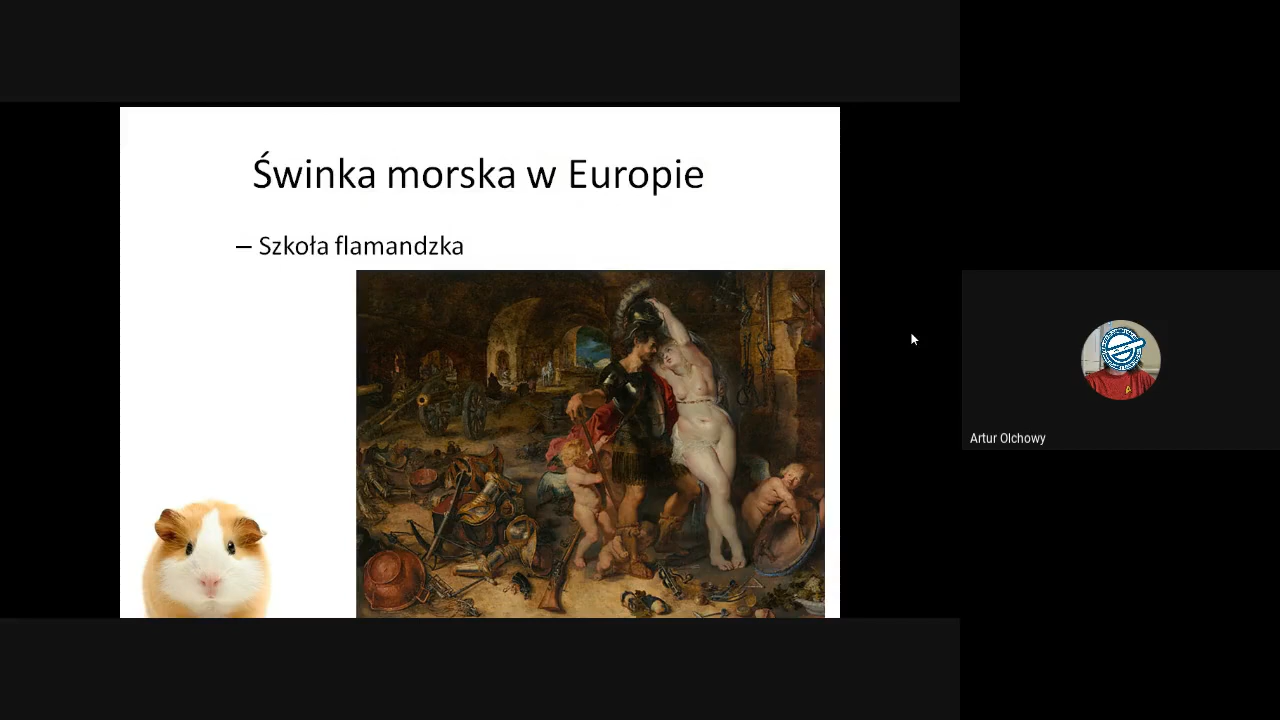 Świnka morska w Europie
– Szkoła flamandzka
Artur Olchowy